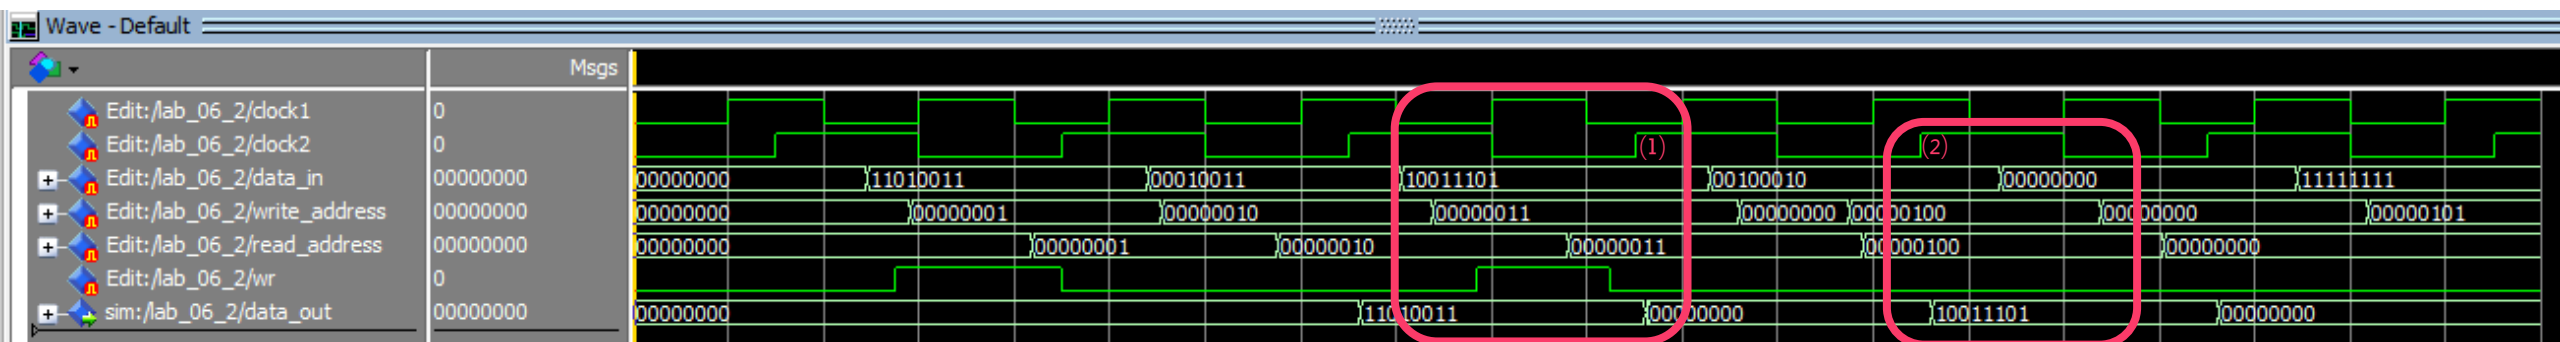 Wave - Default
Msgs
Edit:/lab_06_2/clock1 0
Edit:/lab_06_2/clock2 0 (1) (2)
Edit:/lab_06_2/data_in 00000000 00000000 11010011 00010011 10011101 00100010 00000000 11111111
Edit:/lab_06_2/write_address 00000000 00000000 00000001 00000010 00000011 00000000 00000100 00000000 00000101
Edit:/lab_06_2/read_address 00000000 00000000 00000001 00000010 00000011 00000100 00000000
Edit:/lab_06_2/wr 0
sim:/lab_06_2/data_out 00000000 00000000 11010011 00000000 10011101 00000000